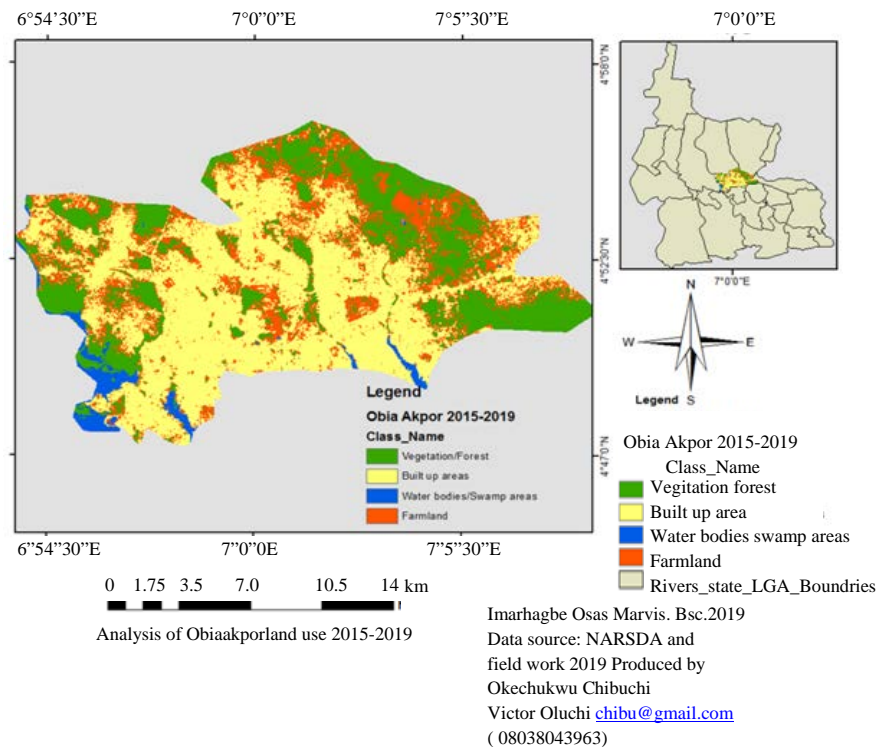 6°54’30”E 7°0’0”E 7°5’’E 7°0’0”E
4°58'0"N
4°52'30"N
4°47'0"N
Legend
Obia Akpor 2015-2019
Class_Name
Vegetation/Forest
Built up areas
Water bodies/Swamp areas
Farmland
6°54’30”E 7°0’0E 7°5’30”E
0 1.75 3.5 7.0 10.5 14 km
Analysis of Obiaakporland use 2015-2019
7°0'0"E
N
W E
S
Legend
Obia Akpor 2015-2019
Class_Name
Vegitation forest
Built up area
Water bodies swamp areas
Farmland
Rivers_state_LGA_Boundries
Imarhagbe Osas Marvis. Bsc.2019
Data source: NARSDA and
field work 2019 Produced by
Okechukwu Chibuchi
Victor Oluchi chibu@gmail.com
( 08038043963)